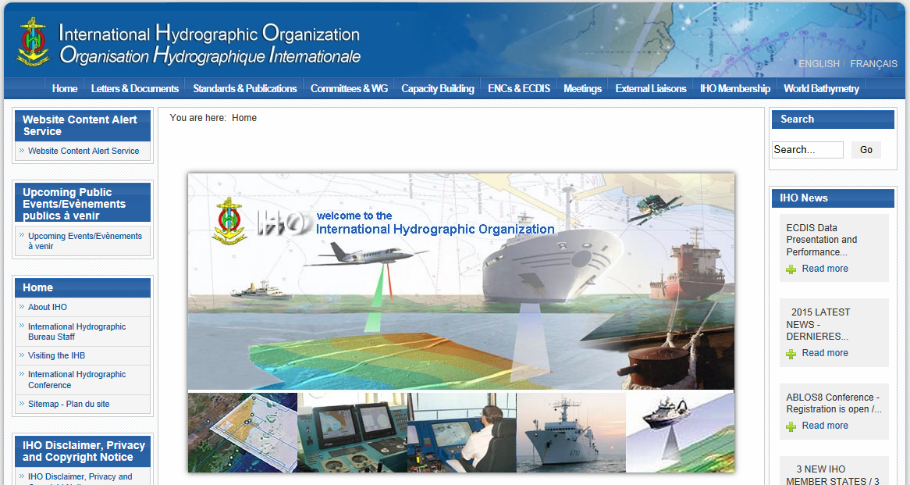 International Hydrographic Organization
Organisation Hydrographique Internationale
ENGLISH | FRANÇAIS
Home Letters & Documents Standards & Publications Committees & WG Capacity Building ENCs & ECDIS Meetings External Liaisons IHO Membership World Bathymetry
Website Content Alert
Service
Website Content Alert Service
Upcoming Public
Events/Evènements
publics à venir
Upcoming Events/Evènements
à venir
Home
About IHO
International Hydrographic
Bureau Staff
Visiting the IHB
International Hydrographic
Conference
Sitemap - Plan du site
IHO Disclaimer, Privacy
and Copyright Notice
IHO Disclaimer, Privacy and
You are here: Home
IHO welcome to the
International Hydrographic Organization
Search
Search... Go
IHO News
ECDIS Data
Presentation and
Performance...
Read more
2015 LATEST
NEWS -
DERNIERES...
Read more
ABLOS8 Conference -
Registration is open /...
Read more
3 NEW IHO
MEMBER STATES / 3